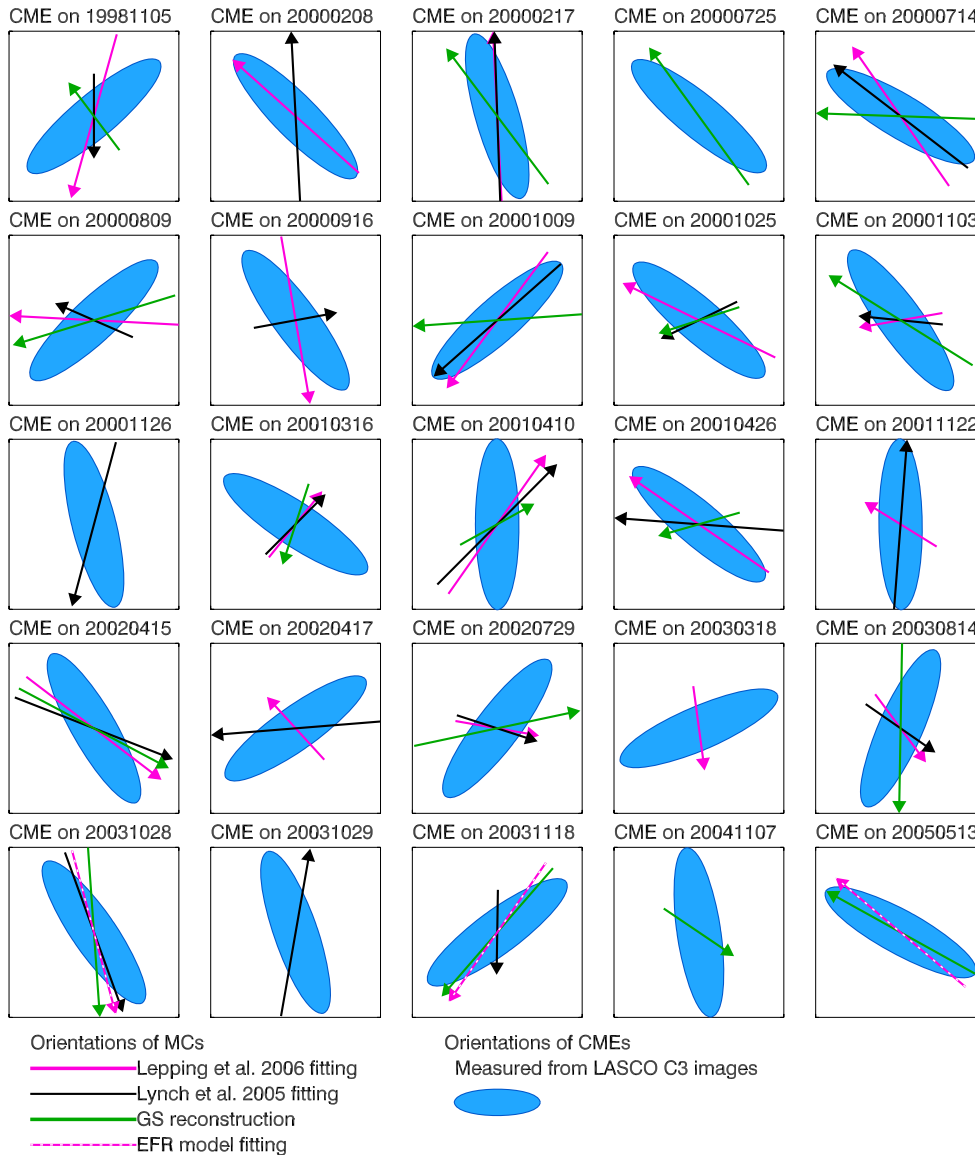 CME on 19981105
CME on 20000208
CME on 20000217
CME on 20000725
CME on 20000714
CME on 20000809
CME on 20000916
CME on 20001009
CME on 20001025
CME on 20001103
CME on 20001126
CME on 20010316
CME on 20010410
CME on 20010426
CME on 20011122
CME on 20020415
CME on 20020417
CME on 20020729
CME on 20030318
CME on 20030814
CME on 20031028
CME on 20031029
CME on 20031118
CME on 20041107
CME on 20050513
Orientations of MCs
Lepping et al. 2006 fitting
Lynch et al. 2005 fitting
GS reconstruction
EFR model fitting
Orientations of CMEs
Measured from LASCO C3 images